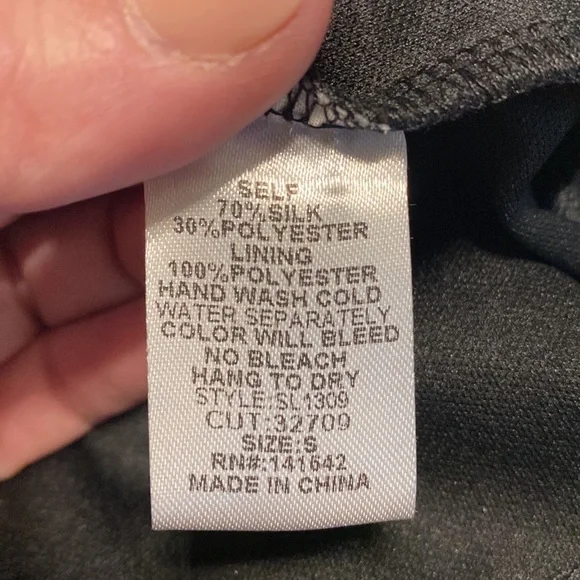 SELF
70%SILK
30%POLYESTER
LINING
100%POLYESTER
HAND WASH COLD
WATER SEPARATELY
COLOR WILL BLEED
NO BLEACH
HANG TO DRY
STYLE:SL1309
CUT:32709
SIZE:S
RN#:141642
MADE IN CHINA